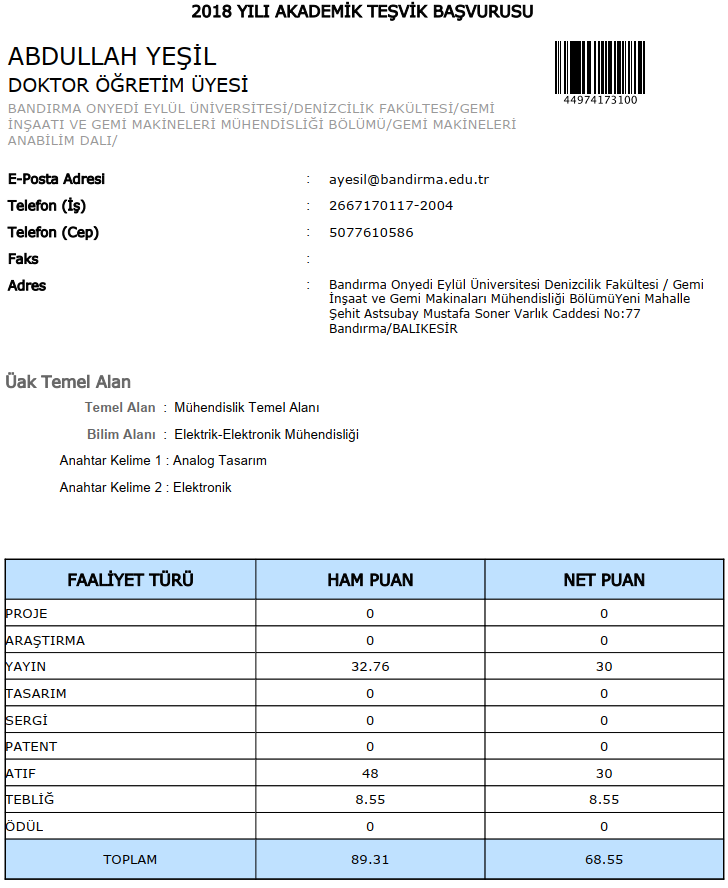 2018 YILI AKADEMİK TEŞVİK BAŞVURUSU
ABDULLAH YEŞİL
DOKTOR ÖĞRETİM ÜYESİ
BANDIRMA ONYEDİ EYLÜL ÜNİVERSİTESİ/DENİZCİLİK FAKÜLTESİ/GEMİ
İNŞAATI VE GEMİ MAKİNELERİ MÜHENDİSLİĞİ BÖLÜMÜ/GEMİ MAKİNELERİ
ANABİLİM DALI/
44974173100
E-Posta Adresi : ayesil@bandirma.edu.tr
Telefon (İş) : 2667170117-2004
Telefon (Cep) : 5077610586
Faks :
Adres : Bandırma Onyedi Eylül Üniversitesi Denizcilik Fakültesi / Gemi
İnşaat ve Gemi Makinaları Mühendisliği BölümüYeni Mahalle
Şehit Astsubay Mustafa Soner Varlık Caddesi No:77
Bandırma/BALIKESİR
Üak Temel Alan
Temel Alan : Mühendislik Temel Alanı
Bilim Alanı : Elektrik-Elektronik Mühendisliği
Anahtar Kelime 1 : Analog Tasarım
Anahtar Kelime 2 : Elektronik
FAALİYET TÜRÜ HAM PUAN NET PUAN
PROJE 0 0
ARAŞTIRMA 0 0
YAYIN 32.76 30
TASARIM 0 0
SERGİ 0 0
PATENT 0 0
ATIF 48 30
TEBLİĞ 8.55 8.55
ÖDÜL 0 0
TOPLAM 89.31 68.55